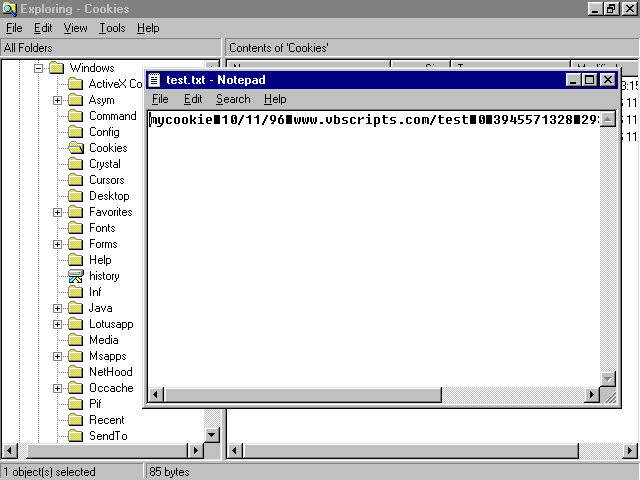 Exploring - Cookies
File Edit View Tools Help
All Folders
Contents of 'Cookies'
Windows
ActiveX Co
Asym
Command
Config
Cookies
Crystal
Cursors
Desktop
Favorites
Fonts
Forms
Help
history
Inf
Java
Lotusapp
Media
Msapps
NetHood
Occache
Pif
Recent
SendTo
test.txt - Notepad
File Edit Search Help
mycookie■10/11/96■www.vbscripts.com/test■0■3945571328■29
1 object(s) selected
85 bytes